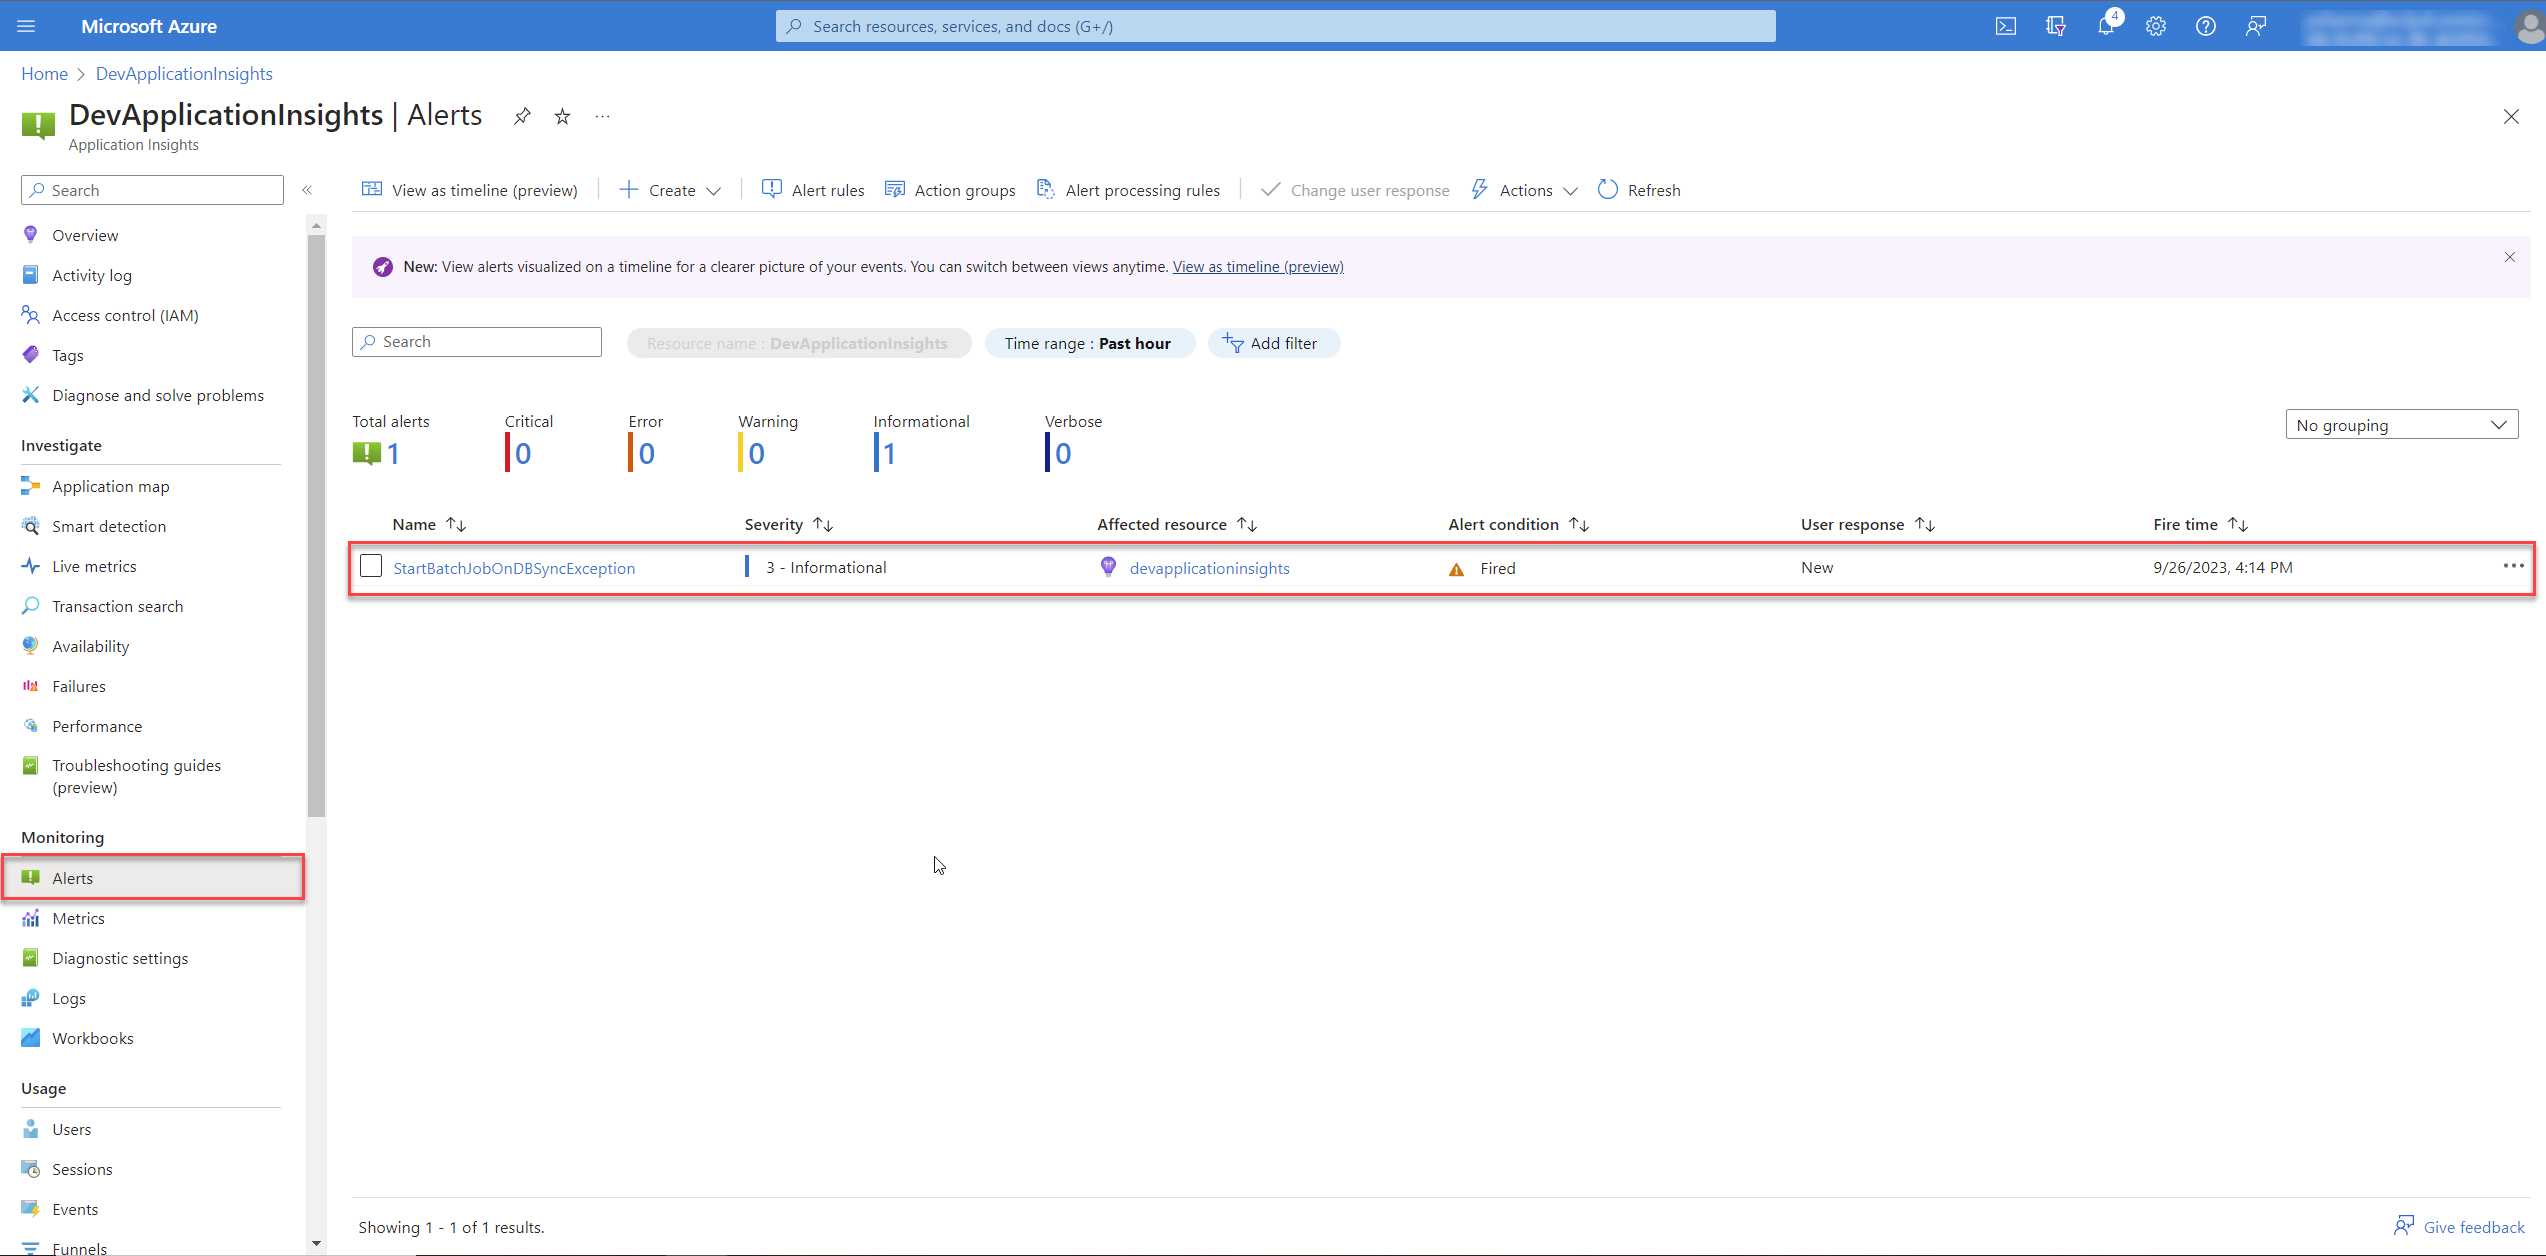 Microsoft Azure
Search resources, services, and docs (G+/)
4
Home > DevApplicationInsights
DevApplicationInsights | Alerts
Application Insights
Search
Overview
Activity log
Access control (IAM)
Tags
Diagnose and solve problems
Investigate
Application map
Smart detection
Live metrics
Transaction search
Availability
Failures
Performance
Troubleshooting guides
(preview)
Monitoring
Alerts
Metrics
Diagnostic settings
Logs
Workbooks
Usage
Users
Sessions
Events
Funnels
View as timeline (preview) Create Alert rules Action groups Alert processing rules Change user response Actions Refresh
New: View alerts visualized on a timeline for a clearer picture of your events. You can switch between views anytime. View as timeline (preview)
Search Resource name : DevApplicationInsights Time range : Past hour Add filter
Total alerts Critical Error Warning Informational Verbose
1 0 0 0 1 0
No grouping
Name Severity Affected resource Alert condition User response Fire time
StartBatchJobOnDBSyncException 3 - Informational devapplicationinsights Fired New 9/26/2023, 4:14 PM
Showing 1 - 1 of 1 results.
Give feedback